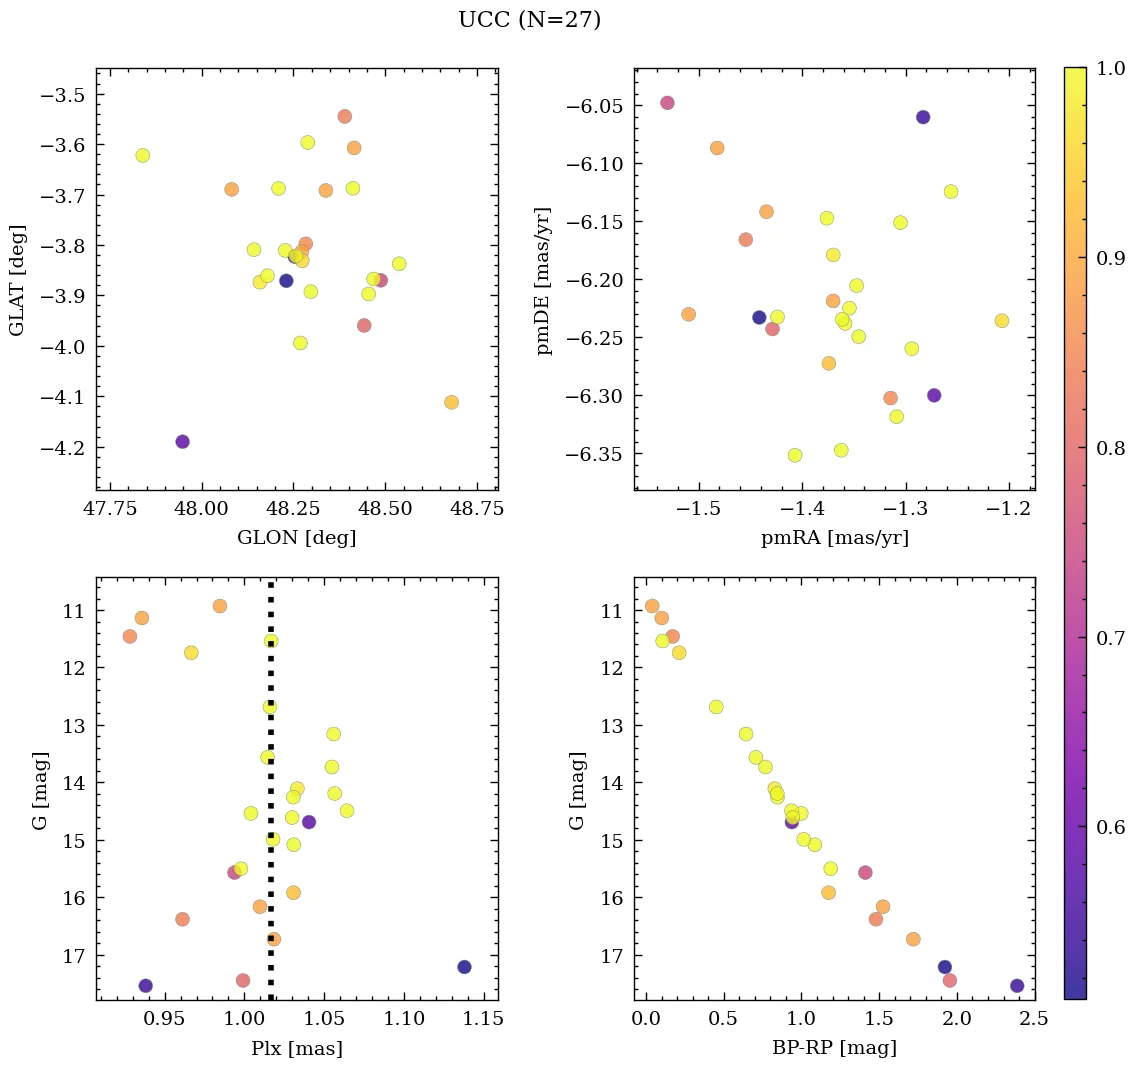 UCC (N=27)
−3.5
−3.6
−3.7
−3.8
−3.9
−4.0
−4.1
−4.2
GLAT [deg]
47.75 48.00 48.25 48.50 48.75
GLON [deg]
−6.05
−6.10
−6.15
−6.20
−6.25
−6.30
−6.35
pmDE [mas/yr]
−1.5 −1.4 −1.3 −1.2
pmRA [mas/yr]
11
12
13
14
15
16
17
G [mag]
0.95 1.00 1.05 1.10 1.15
Plx [mas]
11
12
13
14
15
16
17
G [mag]
0.0 0.5 1.0 1.5 2.0 2.5
BP-RP [mag]
1.0
0.9
0.8
0.7
0.6